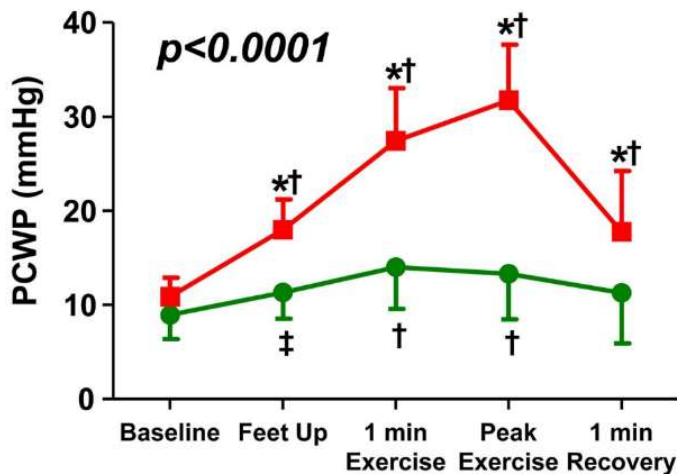 40
p<0.0001
*†
*†
30
*†
*†
20
PCWP (mmHg)
10
‡
†
†
0
Baseline
Feet Up
1 min
Exercise
Peak
Exercise
1 min
Recovery